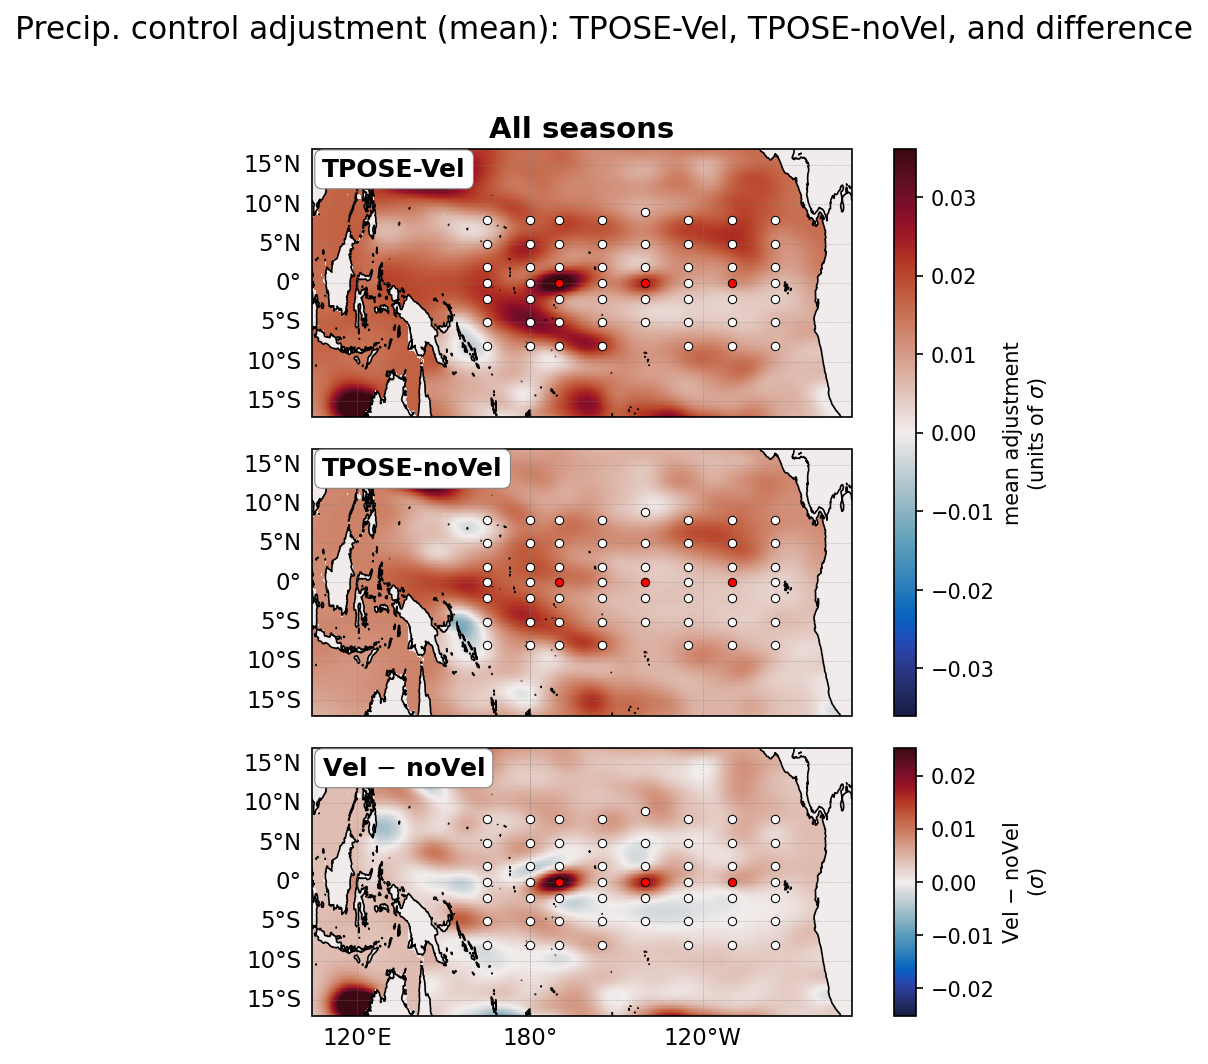 Precip. control adjustment (mean): TPOSE-Vel, TPOSE-noVel, and difference
All seasons
TPOSE-Vel
15°N
10°N
5°N
0°
5°S
10°S
15°S
0.03
0.02
0.01
0.00
−0.01
−0.02
−0.03
mean adjustment
(units of σ)
TPOSE-noVel
15°N
10°N
5°N
0°
5°S
10°S
15°S
Vel − noVel
15°N
10°N
5°N
0°
5°S
10°S
15°S
120°E
180°
120°W
0.02
0.01
0.00
−0.01
−0.02
Vel − noVel
(σ)